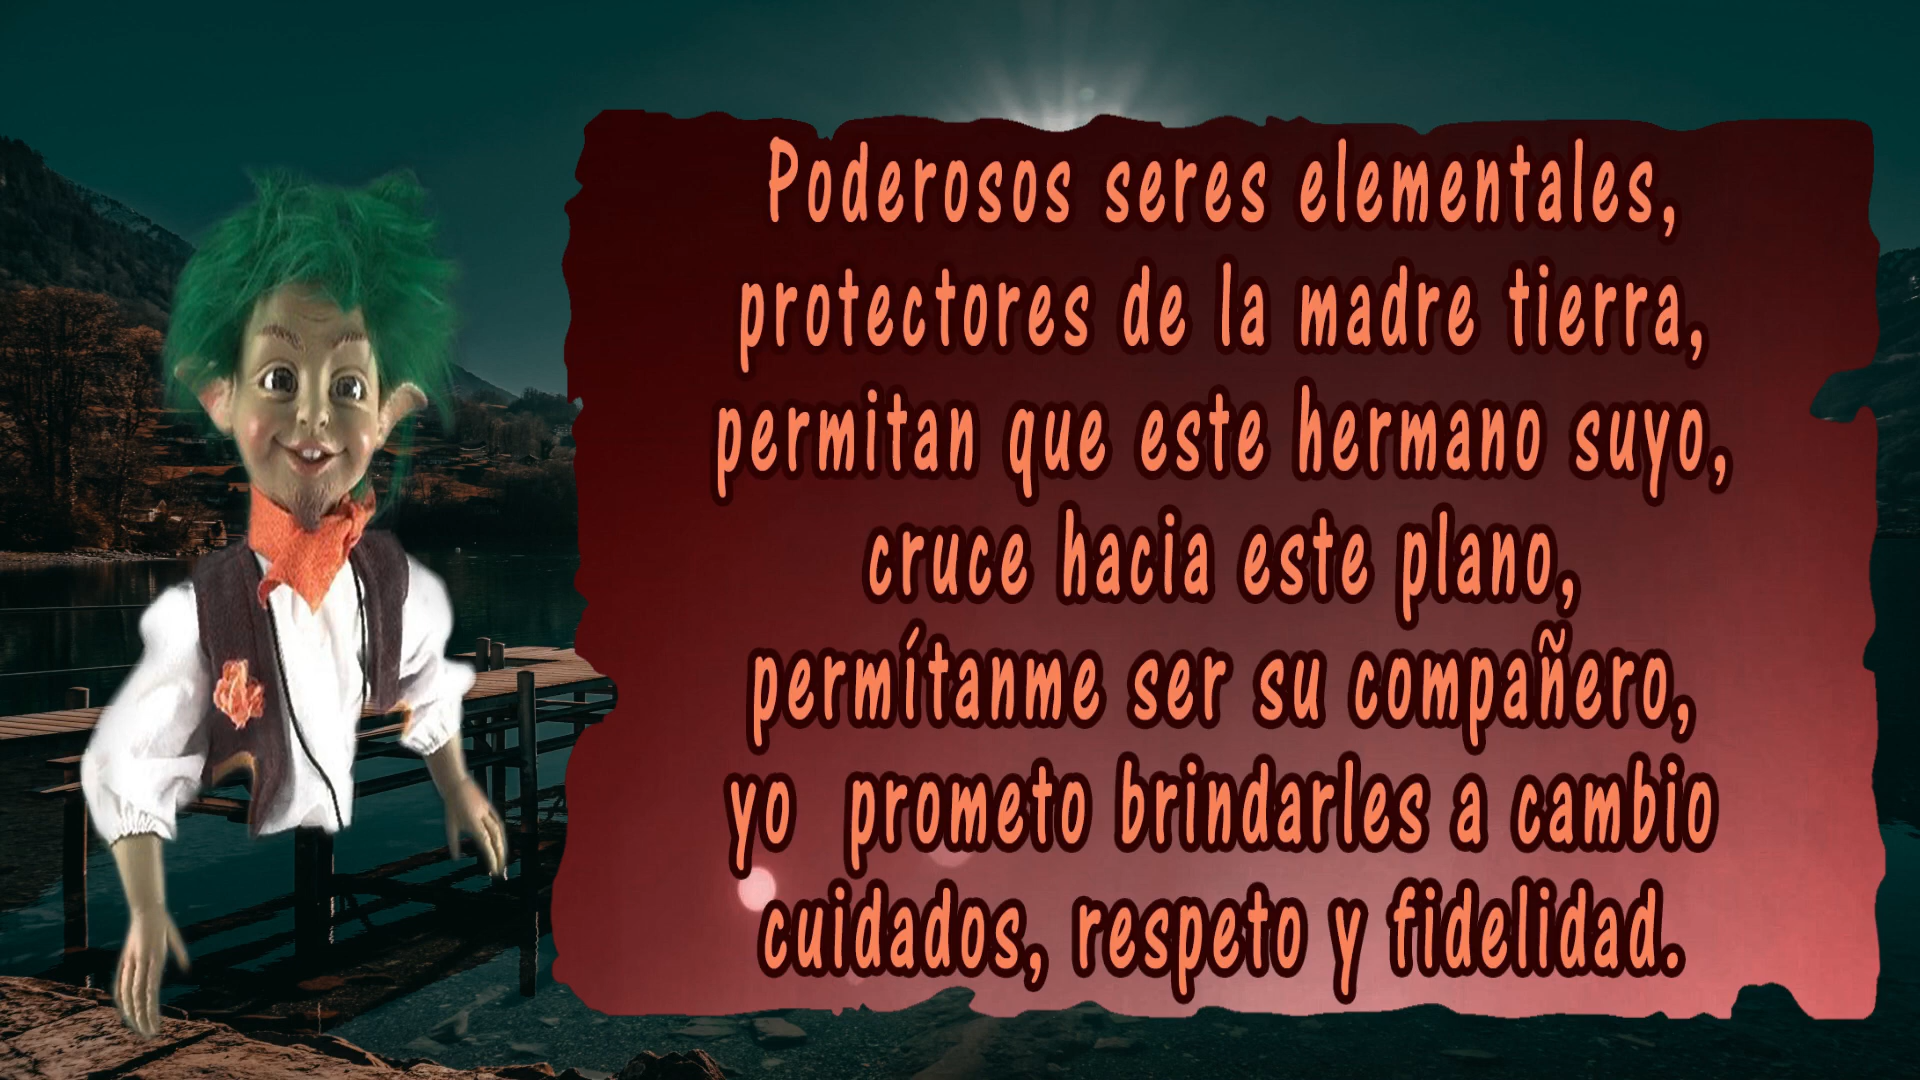 Poderosos seres elementales,
protectores de la madre tierra,
permitan que este hermano suyo,
cruce hacia este plano,
permítanme ser su compañero,
yo  prometo brindarles a cambio
cuidados, respeto y fidelidad.